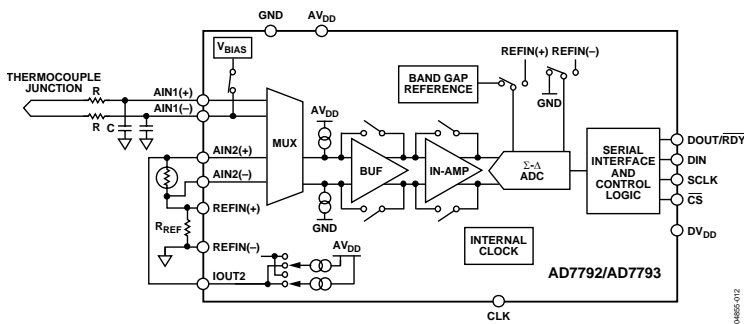 GND AVDD
VBIAS
REFIN(+) REFIN(–)
THERMOCOUPLE
JUNCTION
R
AIN1(+)
BAND GAP
REFERENCE
GND
AIN1(–)
R
C
AVDD
MUX
AIN2(+)
BUF
IN-AMP
Σ-Δ
ADC
SERIAL
INTERFACE
AND
CONTROL
LOGIC
DOUT/RDY
DIN
SCLK
CS
AIN2(–)
REFIN(+)
GND
RREF
REFIN(–)
INTERNAL
CLOCK
DVDD
AVDD
IOUT2
AD7792/AD7793
CLK
04855-012